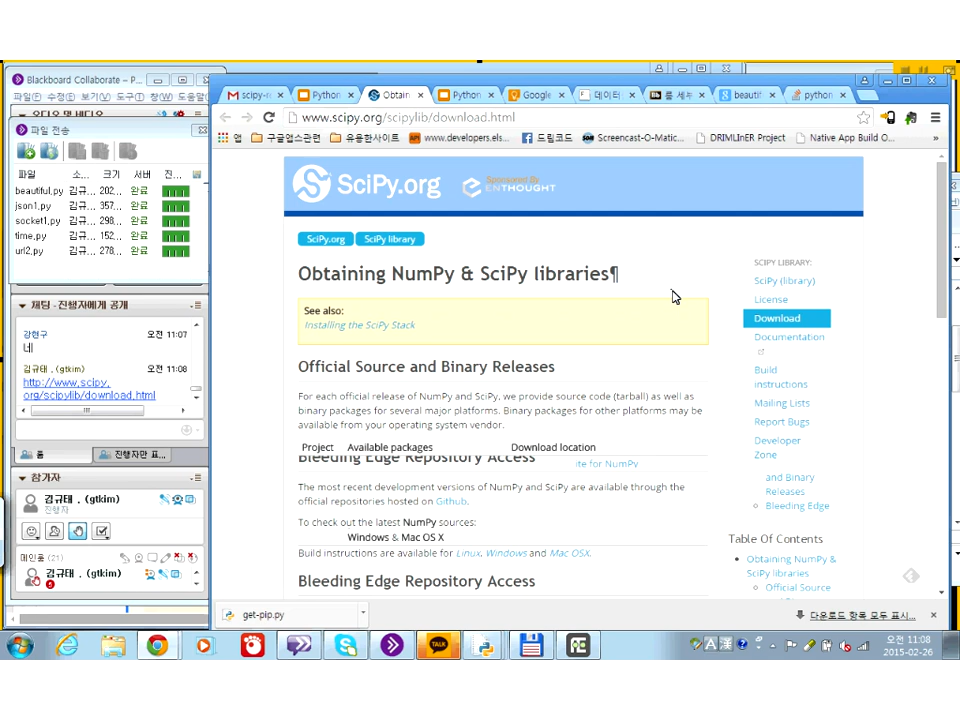 Blackboard Collaborate – P...
파일(F) 수정(E) 보기(V) 도구(T) 창(W) 도움말
오디오 및 비디오
파일 전송
파일 소... 크기 서버 진...
beautiful,py 김규... 202,... 완료
json1,py 김규... 357,... 완료
socket1,py 김규... 298,... 완료
time,py 김규... 152,... 완료
url2,py 김규... 278,... 완료
채팅 - 진행자에게 공개
강현구 오전 11:07
네
김규태 , (gtkim) 오전 11:08
http://www,scipy,
org/scipylib/download,html
룸 진행자만 표...
참가자
김규태 , (gtkim)
진행자
메인룸 (21)
김규태 , (gtkim)
scipy- Python Obtain Python Google 데이터 롱 세누 beautif python
www.scipy.org/scipylib/download.html
앱 구글앱스관련 유용한사이트 www.developers.els... 드림코드 Screencast-O-Matic... DRIMLiNER Project Native App Build O... »
SciPy.org Sponsored By ENTHOUGHT
SciPy.org SciPy library
Obtaining NumPy & SciPy libraries¶
See also:
Installing the SciPy Stack
Official Source and Binary Releases
For each official release of NumPy and SciPy, we provide source code (tarball) as well as
binary packages for several major platforms. Binary packages for other platforms may be
available from your operating system vendor.
Project Available packages Download location
Bleeding Edge Repository Access
ite for NumPy
The most recent development versions of NumPy and SciPy are available through the
official repositories hosted on Github.
To check out the latest NumPy sources:
Windows & Mac OS X
Build instructions are available for Linux, Windows and Mac OSX.
Bleeding Edge Repository Access
SCIPY LIBRARY:
SciPy (library)
License
Download
Documentation
Build
instructions
Mailing Lists
Report Bugs
Developer
Zone
and Binary
Releases
Bleeding Edge
Table Of Contents
Obtaining NumPy &
SciPy libraries
Official Source
get-pip.py
다운로드 항목 모두 표시...
TALK
A 漢
오전 11:08
2015-02-26